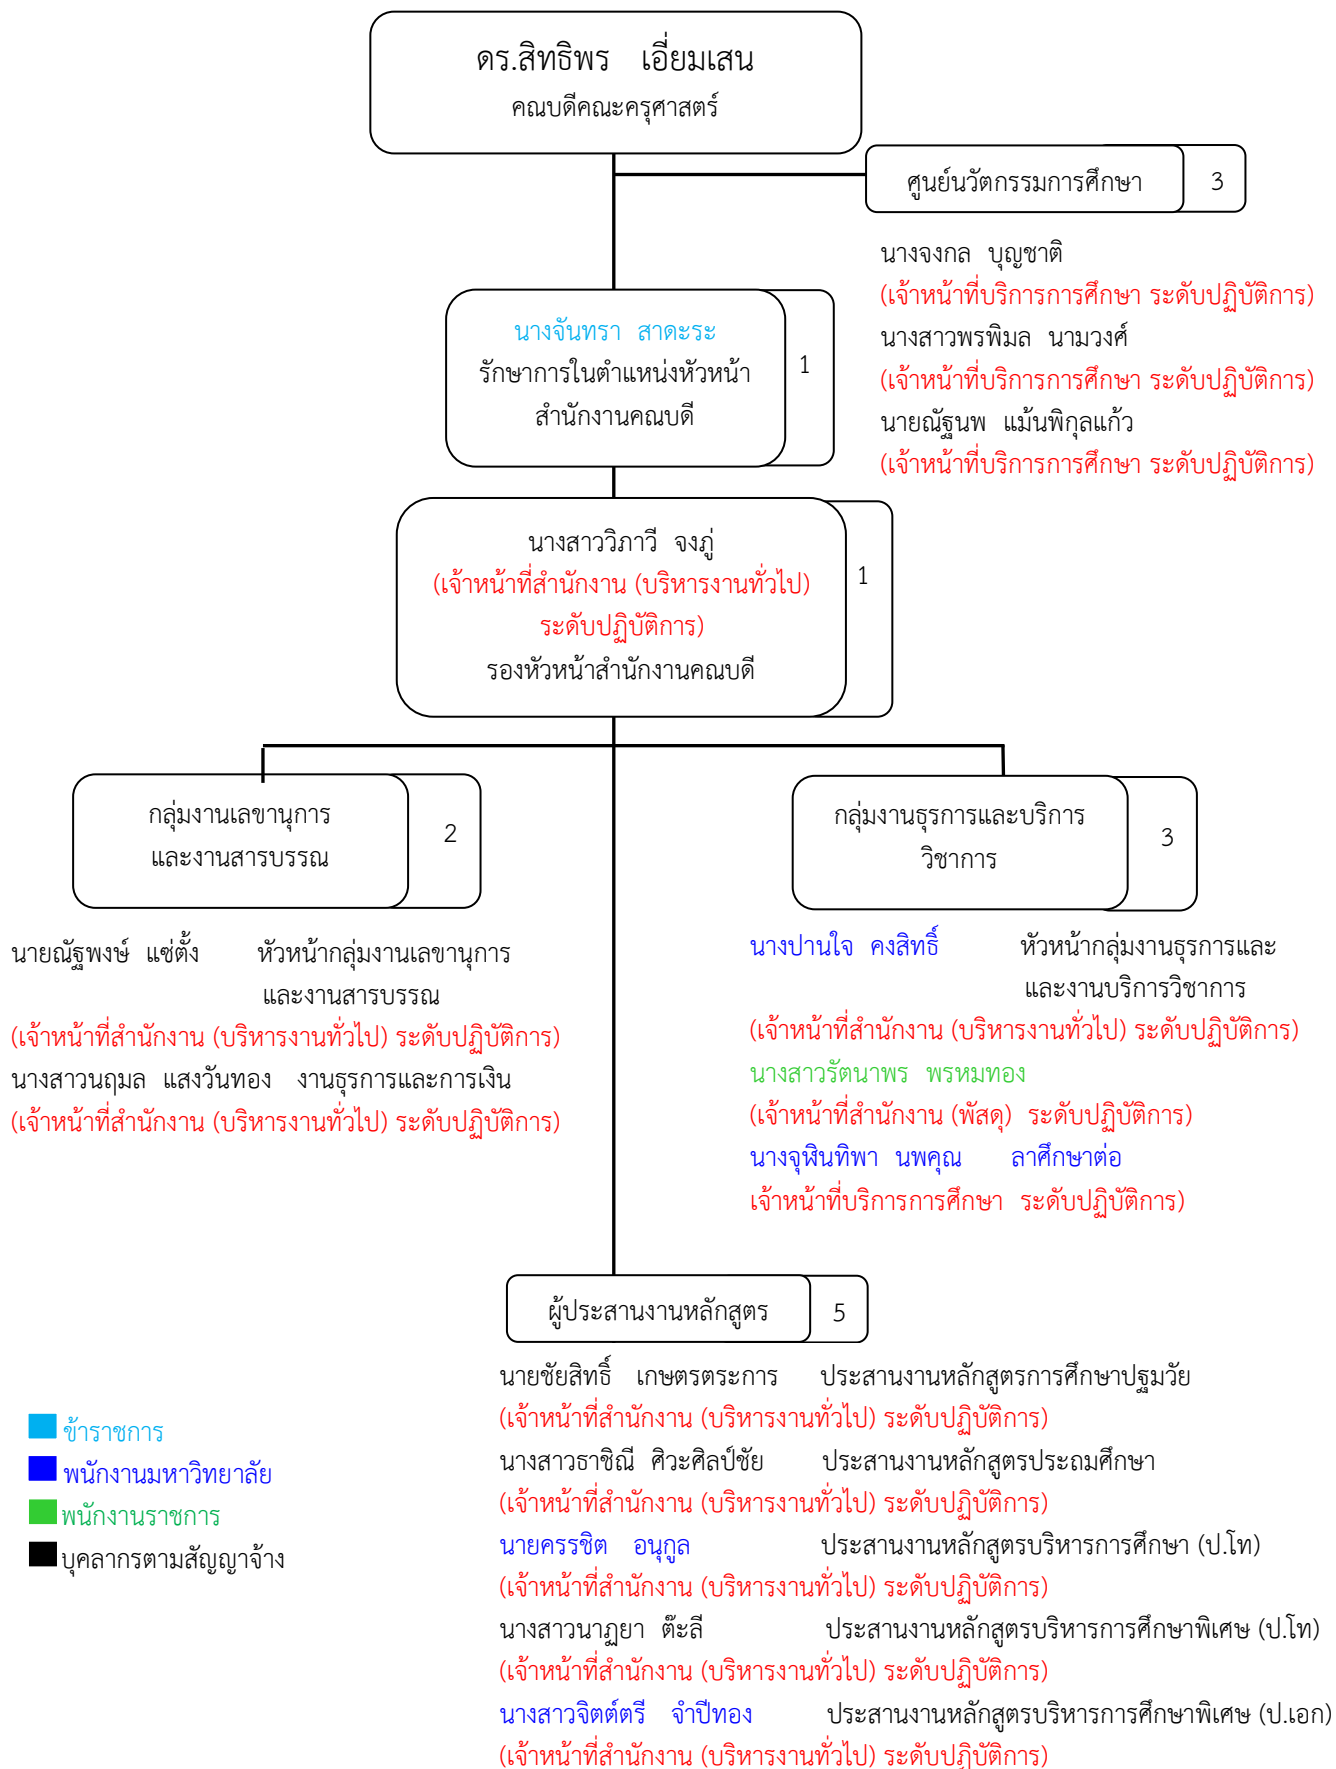 ดร.สิทธิพร เอี่ยมเสน
คณบดีคณะครุศาสตร์
ศูนย์นวัตกรรมการศึกษา 3
นางจงกล บุญชาติ
(เจ้าหน้าที่บริการการศึกษา ระดับปฏิบัติการ)
นางสาวพรพิมล นามวงศ์
(เจ้าหน้าที่บริการการศึกษา ระดับปฏิบัติการ)
นายณัฐนพ แม้นพิกุลแก้ว
(เจ้าหน้าที่บริการการศึกษา ระดับปฏิบัติการ)
นางจันทรา สาดะระ
รักษาการในตำแหน่งหัวหน้า
สำนักงานคณบดี
1
นางสาววิภาวี จงภู่
(เจ้าหน้าที่สำนักงาน (บริหารงานทั่วไป)
ระดับปฏิบัติการ)
รองหัวหน้าสำนักงานคณบดี
1
กลุ่มงานเลขานุการ
และงานสารบรรณ
2
นายณัฐพงษ์ แซ่ตั้ง หัวหน้ากลุ่มงานเลขานุการ
และงานสารบรรณ
(เจ้าหน้าที่สำนักงาน (บริหารงานทั่วไป) ระดับปฏิบัติการ)
นางสาวนฤมล แสงวันทอง งานธุรการและการเงิน
(เจ้าหน้าที่สำนักงาน (บริหารงานทั่วไป) ระดับปฏิบัติการ)
กลุ่มงานธุรการและบริการ
วิชาการ
3
นางปานใจ คงสิทธิ์ หัวหน้ากลุ่มงานธุรการและ
และงานบริการวิชาการ
(เจ้าหน้าที่สำนักงาน (บริหารงานทั่วไป) ระดับปฏิบัติการ)
นางสาวรัตนาพร พรหมทอง
(เจ้าหน้าที่สำนักงาน (พัสดุ) ระดับปฏิบัติการ)
นางจุฬินทิพา นพคุณ ลาศึกษาต่อ
เจ้าหน้าที่บริการการศึกษา ระดับปฏิบัติการ)
ผู้ประสานงานหลักสูตร 5
นายชัยสิทธิ์ เกษตรตระการ ประสานงานหลักสูตรการศึกษาปฐมวัย
(เจ้าหน้าที่สำนักงาน (บริหารงานทั่วไป) ระดับปฏิบัติการ)
นางสาวธาชิณี ศิวะศิลป์ชัย ประสานงานหลักสูตรประถมศึกษา
(เจ้าหน้าที่สำนักงาน (บริหารงานทั่วไป) ระดับปฏิบัติการ)
นายครรชิต อนุกูล ประสานงานหลักสูตรบริหารการศึกษา (ป.โท)
(เจ้าหน้าที่สำนักงาน (บริหารงานทั่วไป) ระดับปฏิบัติการ)
นางสาวนาฏยา ต๊ะลี ประสานงานหลักสูตรบริหารการศึกษาพิเศษ (ป.โท)
(เจ้าหน้าที่สำนักงาน (บริหารงานทั่วไป) ระดับปฏิบัติการ)
นางสาวจิตต์ตรี จำปีทอง ประสานงานหลักสูตรบริหารการศึกษาพิเศษ (ป.เอก)
(เจ้าหน้าที่สำนักงาน (บริหารงานทั่วไป) ระดับปฏิบัติการ)
ข้าราชการ
พนักงานมหาวิทยาลัย
พนักงานราชการ
บุคลากรตามสัญญาจ้าง